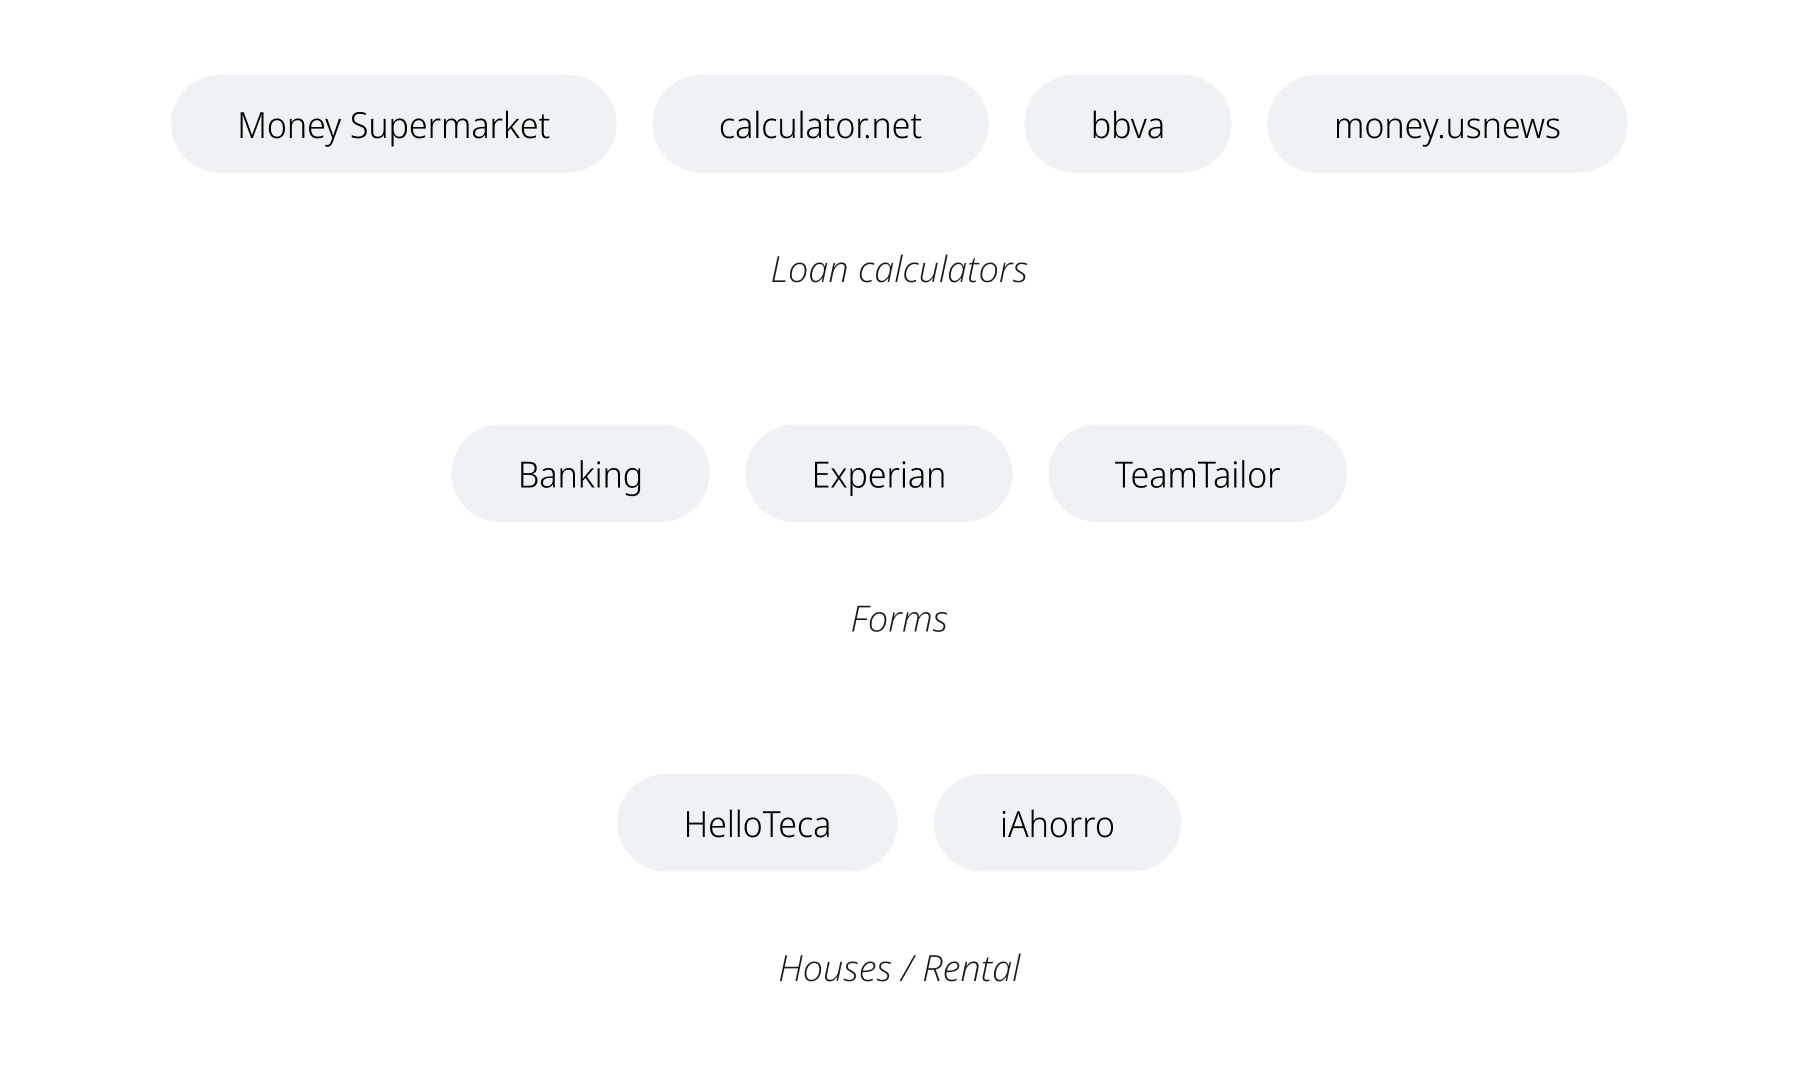 Money Supermarket calculator.net bbva money.usnews
Loan calculators
Banking Experian TeamTailor
Forms
HelloTeca iAhorro
Houses / Rental